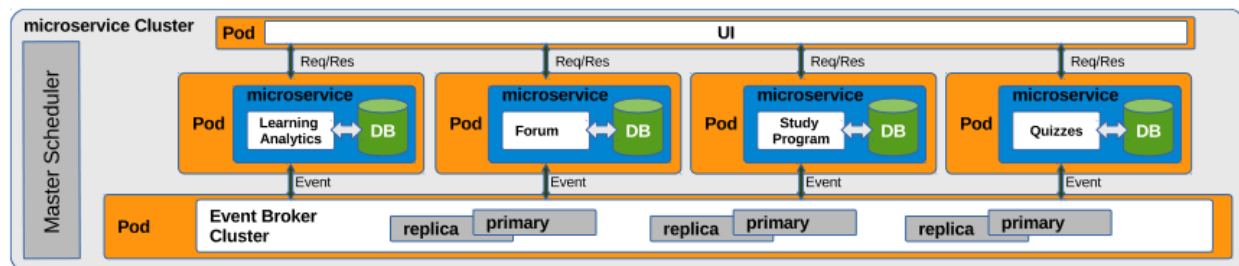 microservice Cluster
Pod
UI
Master Scheduler
Req/Res
Req/Res
Req/Res
Req/Res
Pod
microservice
Learning
Analytics
DB
Pod
microservice
Forum
DB
Pod
microservice
Study
Program
DB
Pod
microservice
Quizzes
DB
Event
Event
Event
Event
Pod
Event Broker
Cluster
replica
primary
replica
primary
replica
primary